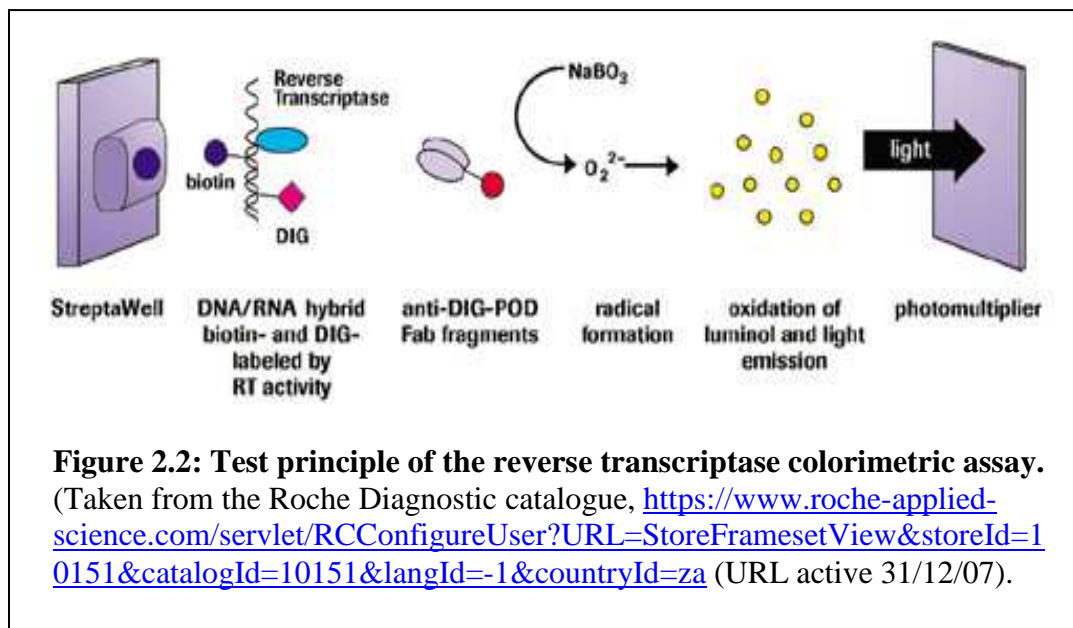 Reverse
Transcriptase
NaBO₃
biotin
O₂²⁻
light
DIG
StreptaWell
DNA/RNA hybrid
biotin- and DIG-
labeled by
RT activity
anti-DIG-POD
Fab fragments
radical
formation
oxidation of
luminol and light
emission
photomultiplier
Figure 2.2: Test principle of the reverse transcriptase colorimetric assay.
(Taken from the Roche Diagnostic catalogue, https://www.roche-applied-
science.com/servlet/RCConfigureUser?URL=StoreFramesetView&storeId=1
0151&catalogId=10151&langId=-1&countryId=za (URL active 31/12/07).